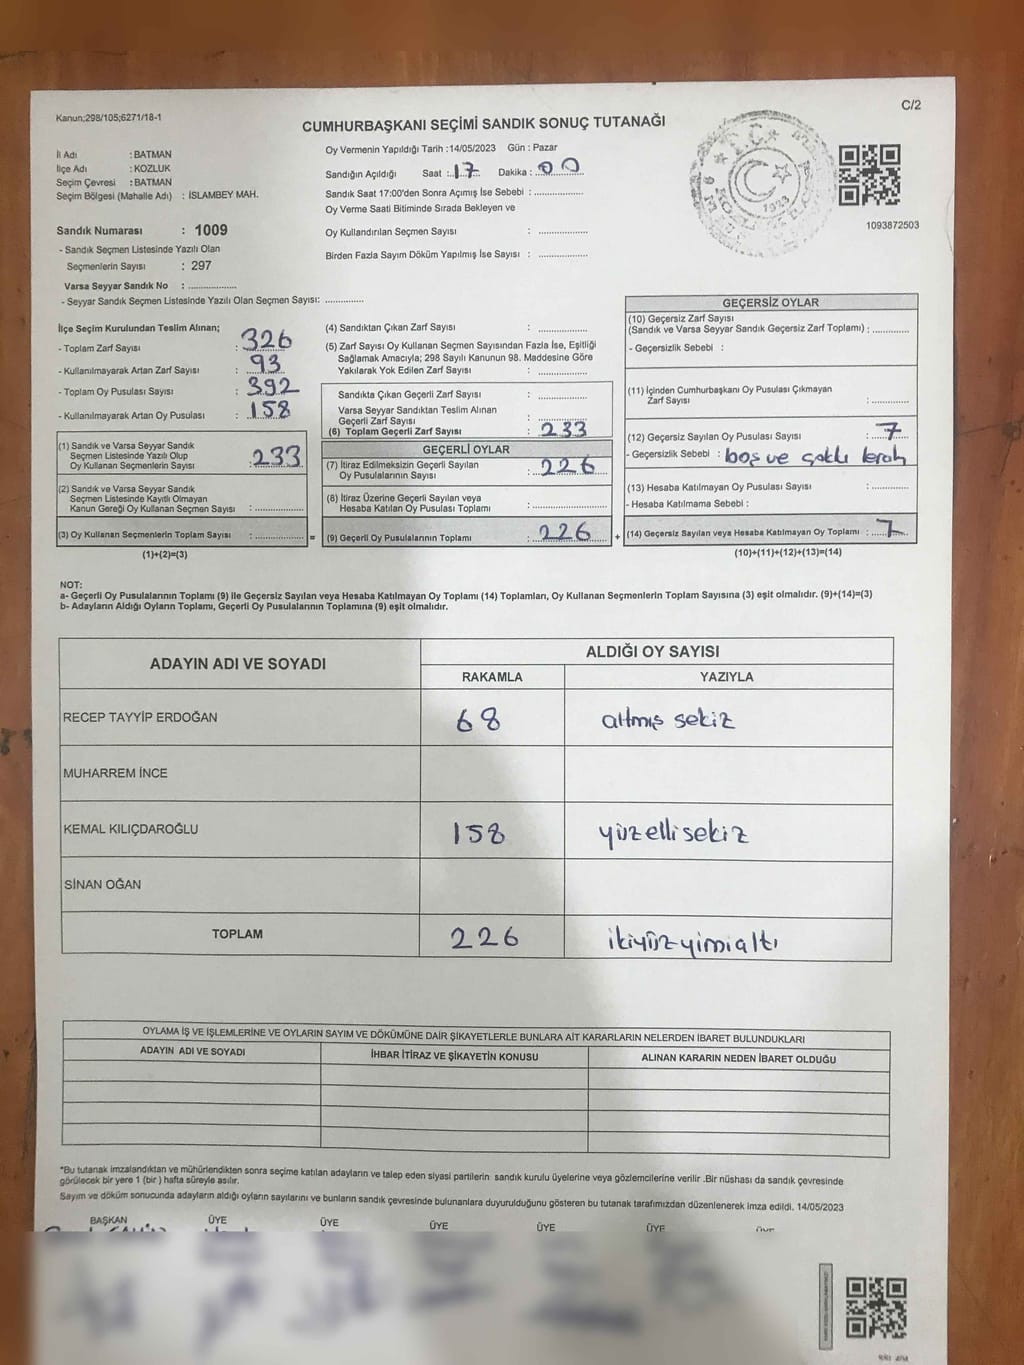 Kanun;298/105;6271/18-1
C/2
CUMHURBAŞKANI SEÇİMİ SANDIK SONUÇ TUTANAĞI
İl Adı : BATMAN
İlçe Adı : KOZLUK
Seçim Çevresi : BATMAN
Seçim Bölgesi (Mahalle Adı) : İSLAMBEY MAH.
Sandık Numarası : 1009
- Sandık Seçmen Listesinde Yazılı Olan
Seçmenlerin Sayısı : 297
Varsa Seyyar Sandık No : ..................
- Seyyar Sandık Seçmen Listesinde Yazılı Olan Seçmen Sayısı: ..............
Oy Vermenin Yapıldığı Tarih :14/05/2023 Gün : Pazar
Sandığın Açıldığı Saat : 17 Dakika : 00
Sandık Saat 17:00'den Sonra Açımış İse Sebebi : ..................
Oy Verme Saati Bitiminde Sırada Bekleyen ve
Oy Kullandırılan Seçmen Sayısı : ..................
Birden Fazla Sayım Döküm Yapılmış İse Sayısı : ..................
1923
1093872503
İlçe Seçim Kurulundan Teslim Alınan;
- Toplam Zarf Sayısı : 326
- Kullanılmayarak Artan Zarf Sayısı : 93
- Toplam Oy Pusulası Sayısı : 392
- Kullanılmayarak Artan Oy Pusulası : 158
(1) Sandık ve Varsa Seyyar Sandık
Seçmen Listesinde Yazılı Olup
Oy Kullanan Seçmenlerin Sayısı : 233
(2) Sandık ve Varsa Seyyar Sandık
Seçmen Listesinde Kayıtlı Olmayan
Kanun Gereği Oy Kullanan Seçmen Sayısı : ..................
(3) Oy Kullanan Seçmenlerin Toplam Sayısı : .................. =
(1)+(2)=(3)
(4) Sandıktan Çıkan Zarf Sayısı : ..................
(5) Zarf Sayısı Oy Kullanan Seçmen Sayısından Fazla İse, Eşitliği
Sağlamak Amacıyla; 298 Sayılı Kanunun 98. Maddesine Göre
Yakılarak Yok Edilen Zarf Sayısı : ..................
Sandıkta Çıkan Geçerli Zarf Sayısı : ..................
Varsa Seyyar Sandıktan Teslim Alınan
Geçerli Zarf Sayısı : ..................
(6) Toplam Geçerli Zarf Sayısı : 233
GEÇERLİ OYLAR
(7) İtiraz Edilmeksizin Geçerli Sayılan
Oy Pusulasının Sayısı : 226
(8) İtiraz Üzerine Geçerli Sayılan veya
Hesaba Katılan Oy Pusulası Toplamı : ..................
(9) Geçerli Oy Pusulalarının Toplamı : 226 +
GEÇERSİZ OYLAR
(10) Geçersiz Zarf Sayısı
(Sandık ve Varsa Seyyar Sandık Geçersiz Zarf Toplamı) : ..............
- Geçersizlik Sebebi :
(11) İçinden Cumhurbaşkanı Oy Pusulası Çıkmayan
Zarf Sayısı : ..............
(12) Geçersiz Sayılan Oy Pusulası Sayısı : 7
- Geçersizlik Sebebi : boş ve çoklu tercih
(13) Hesaba Katılmayan Oy Pusulası Sayısı : ..............
- Hesaba Katılmama Sebebi :
(14) Geçersiz Sayılan veya Hesaba Katılmayan Oy Toplamı : 7
(10)+(11)+(12)+(13)=(14)
NOT:
a- Geçerli Oy Pusulalarının Toplamı (9) ile Geçersiz Sayılan veya Hesaba Katılmayan Oy Toplamı (14) Toplamları, Oy Kullanan Seçmenlerin Toplam Sayısına (3) eşit olmalıdır. (9)+(14)=(3)
b- Adayların Aldığı Oyların Toplamı, Geçerli Oy Pusulalarının Toplamına (9) eşit olmalıdır.
ADAYIN ADI VE SOYADI
ALDIĞI OY SAYISI
RAKAMLA YAZIYLA
RECEP TAYYİP ERDOĞAN 68 altmış sekiz
MUHARREM İNCE
KEMAL KILIÇDAROĞLU 158 yüzellisekiz
SİNAN OĞAN
TOPLAM 226 ikiyüzyimialtı
OYLAMA İŞ VE İŞLEMLERİNE VE OYLARIN SAYIM VE DÖKÜMÜNE DAİR ŞİKAYETLERLE BUNLARA AİT KARARLARIN NELERDEN İBARET BULUNDUKLARI
ADAYIN ADI VE SOYADI İHBAR İTİRAZ VE ŞİKAYETİN KONUSU ALINAN KARARIN NEDEN İBARET OLDUĞU
*Bu tutanak imzalandıktan ve mühürlendikten sonra seçime katılan adayların ve talep eden siyasi partilerin sandık kurulu üyelerine veya gözlemcilerine verilir .Bir nüshası da sandık çevresinde
görülecek bir yere 1 (bir ) hafta süreyle asılır.
Sayım ve döküm sonucunda adayların aldığı oyların sayılarını ve bunların sandık çevresinde bulunanlara duyurulduğunu gösteren bu tutanak tarafımızdan düzenlenerek imza edildi. 14/05/2023
BAŞKAN ÜYE ÜYE ÜYE ÜYE ÜYE ÜYE